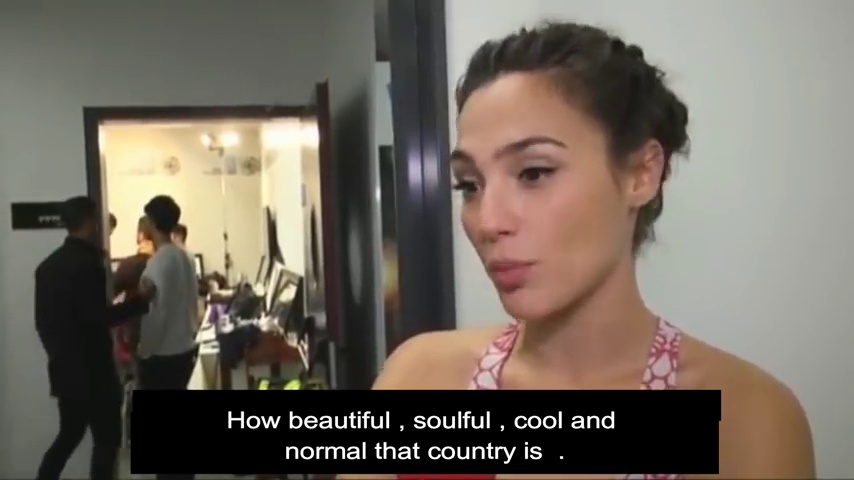 How beautiful , soulful , cool and
normal that country is  .